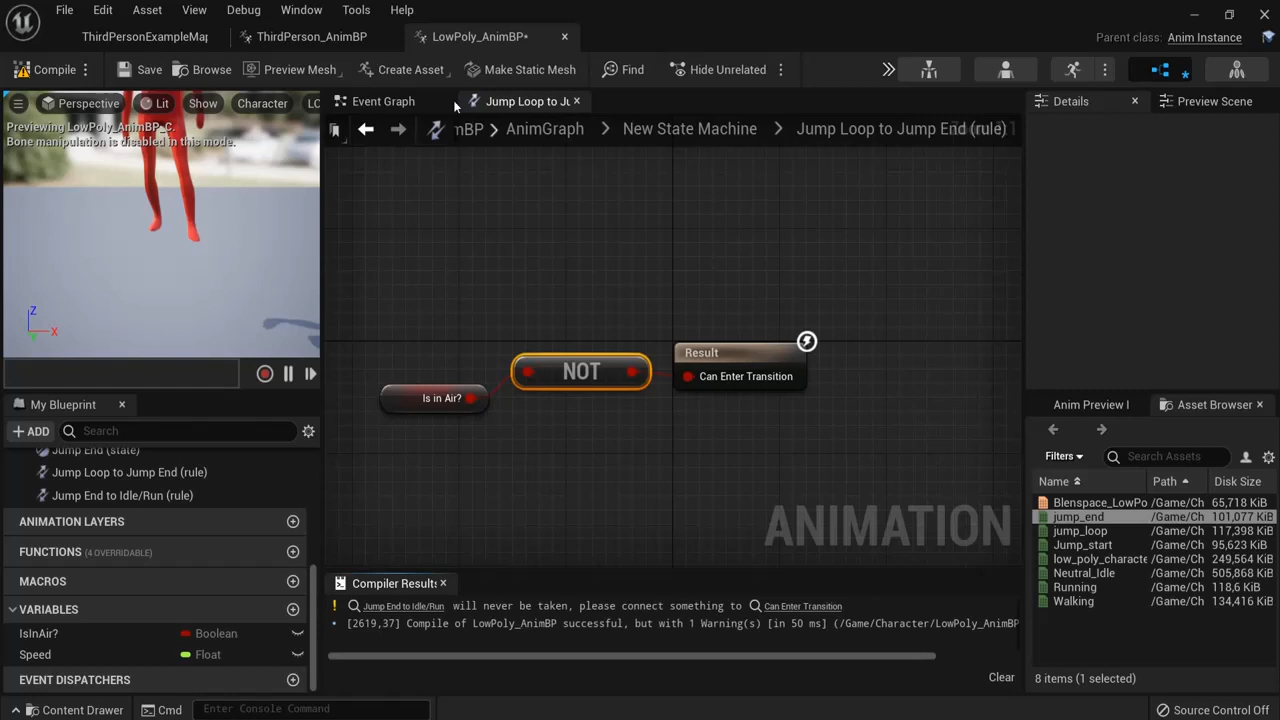 File Edit Asset View Debug Window Tools Help
ThirdPersonExampleMap ThirdPerson_AnimBP LowPoly_AnimBP* Parent class: Anim Instance
Compile Save Browse Preview Mesh Create Asset Make Static Mesh Find Hide Unrelated
Perspective Lit Show Character LO
Previewing LowPoly_AnimBP_C.
Bone manipulation is disabled in this mode.
Z
X
Y
Event Graph Jump Loop to Ju
mBP > AnimGraph > New State Machine > Jump Loop to Jump End (rule)
Is in Air?
NOT
Result
Can Enter Transition
ANIMATION
My Blueprint
+ ADD Search
Jump End (state)
Jump Loop to Jump End (rule)
Jump End to Idle/Run (rule)
ANIMATION LAYERS
FUNCTIONS (4 OVERRIDABLE)
MACROS
VARIABLES
IsInAir? Boolean
Speed Float
EVENT DISPATCHERS
Compiler Results
! Jump End to Idle/Run will never be taken, please connect something to Can Enter Transition
• [2619,37] Compile of LowPoly_AnimBP successful, but with 1 Warning(s) [in 50 ms] (/Game/Character/LowPoly_AnimBP
Clear
Details Preview Scene
Anim Preview I Asset Browser
Filters Search Assets
Name Path Disk Size
Blenspace_LowPo /Game/Ch 65,718 KiB
jump_end /Game/Ch 101,077 KiB
jump_loop /Game/Ch 117,398 KiB
Jump_start /Game/Ch 95,623 KiB
low_poly_characte /Game/Ch 249,564 KiB
Neutral_Idle /Game/Ch 505,868 KiB
Running /Game/Ch 118,6 KiB
Walking /Game/Ch 134,416 KiB
8 items (1 selected)
Content Drawer Cmd Enter Console Command Source Control Off